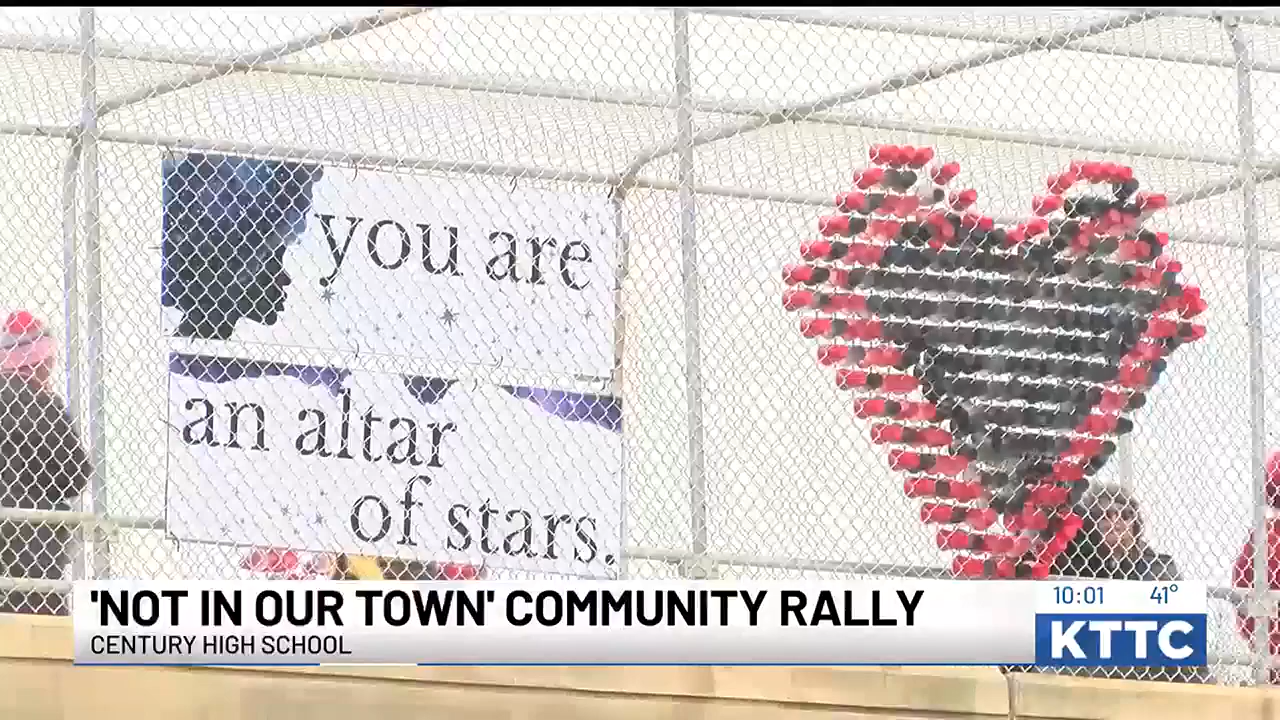 you are
an altar
of stars.
'NOT IN OUR TOWN' COMMUNITY RALLY
CENTURY HIGH SCHOOL
10:01 41°
KTTC